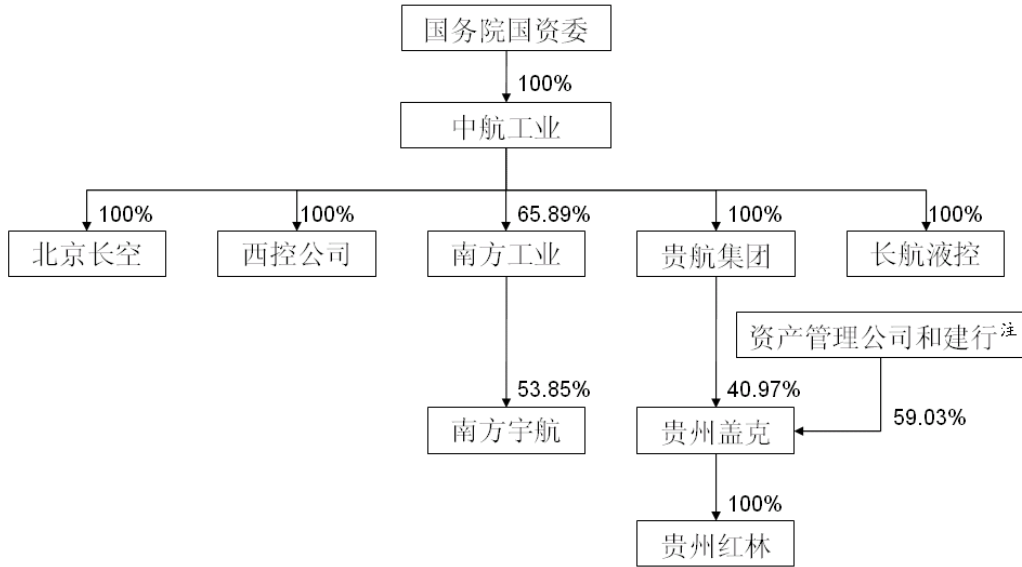 国务院国资委
100%
中航工业
100%
100%
65.89%
100%
100%
北京长空
西控公司
南方工业
贵航集团
长航液控
资产管理公司和建行注
53.85%
40.97%
59.03%
南方宇航
贵州盖克
100%
贵州红林